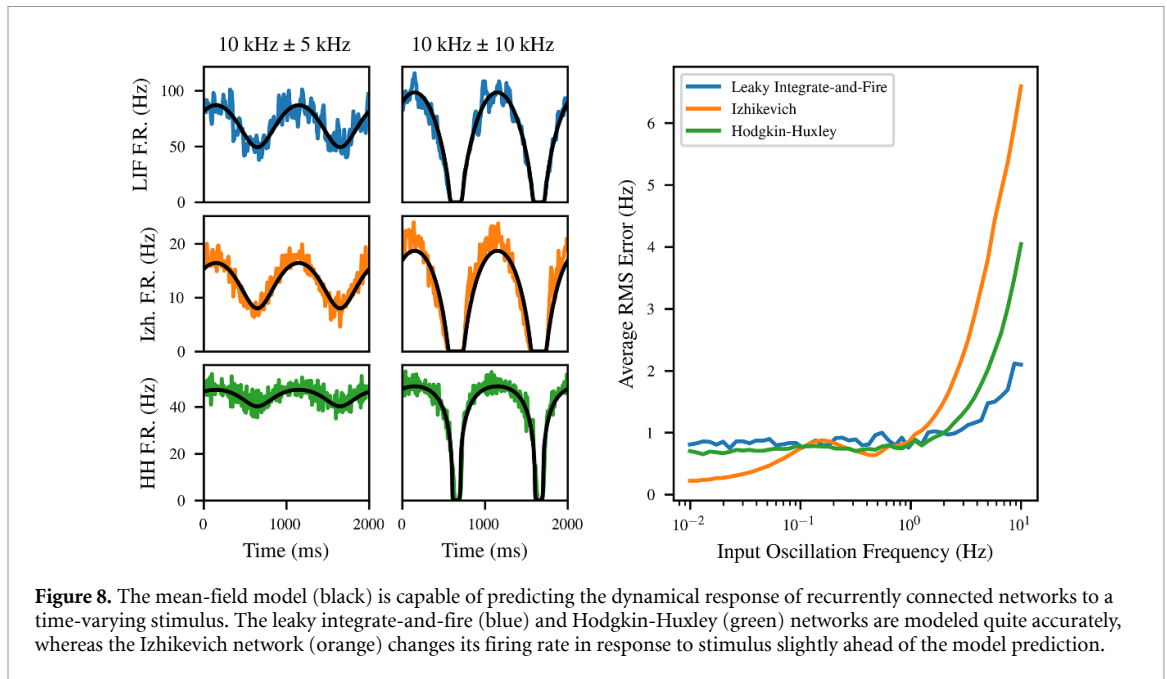 10 kHz ± 5 kHz
10 kHz ± 10 kHz
LIF F.R. (Hz)
100
50
0
Izh. F.R. (Hz)
20
10
0
HH F.R. (Hz)
40
20
0
0 1000 2000
0 1000 2000
Time (ms)
Time (ms)
Leaky Integrate-and-Fire
Izhikevich
Hodgkin-Huxley
Average RMS Error (Hz)
6
5
4
3
2
1
0
10⁻² 10⁻¹ 10⁰ 10¹
Input Oscillation Frequency (Hz)
Figure 8. The mean-field model (black) is capable of predicting the dynamical response of recurrently connected networks to a
time-varying stimulus. The leaky integrate-and-fire (blue) and Hodgkin-Huxley (green) networks are modeled quite accurately,
whereas the Izhikevich network (orange) changes its firing rate in response to stimulus slightly ahead of the model prediction.